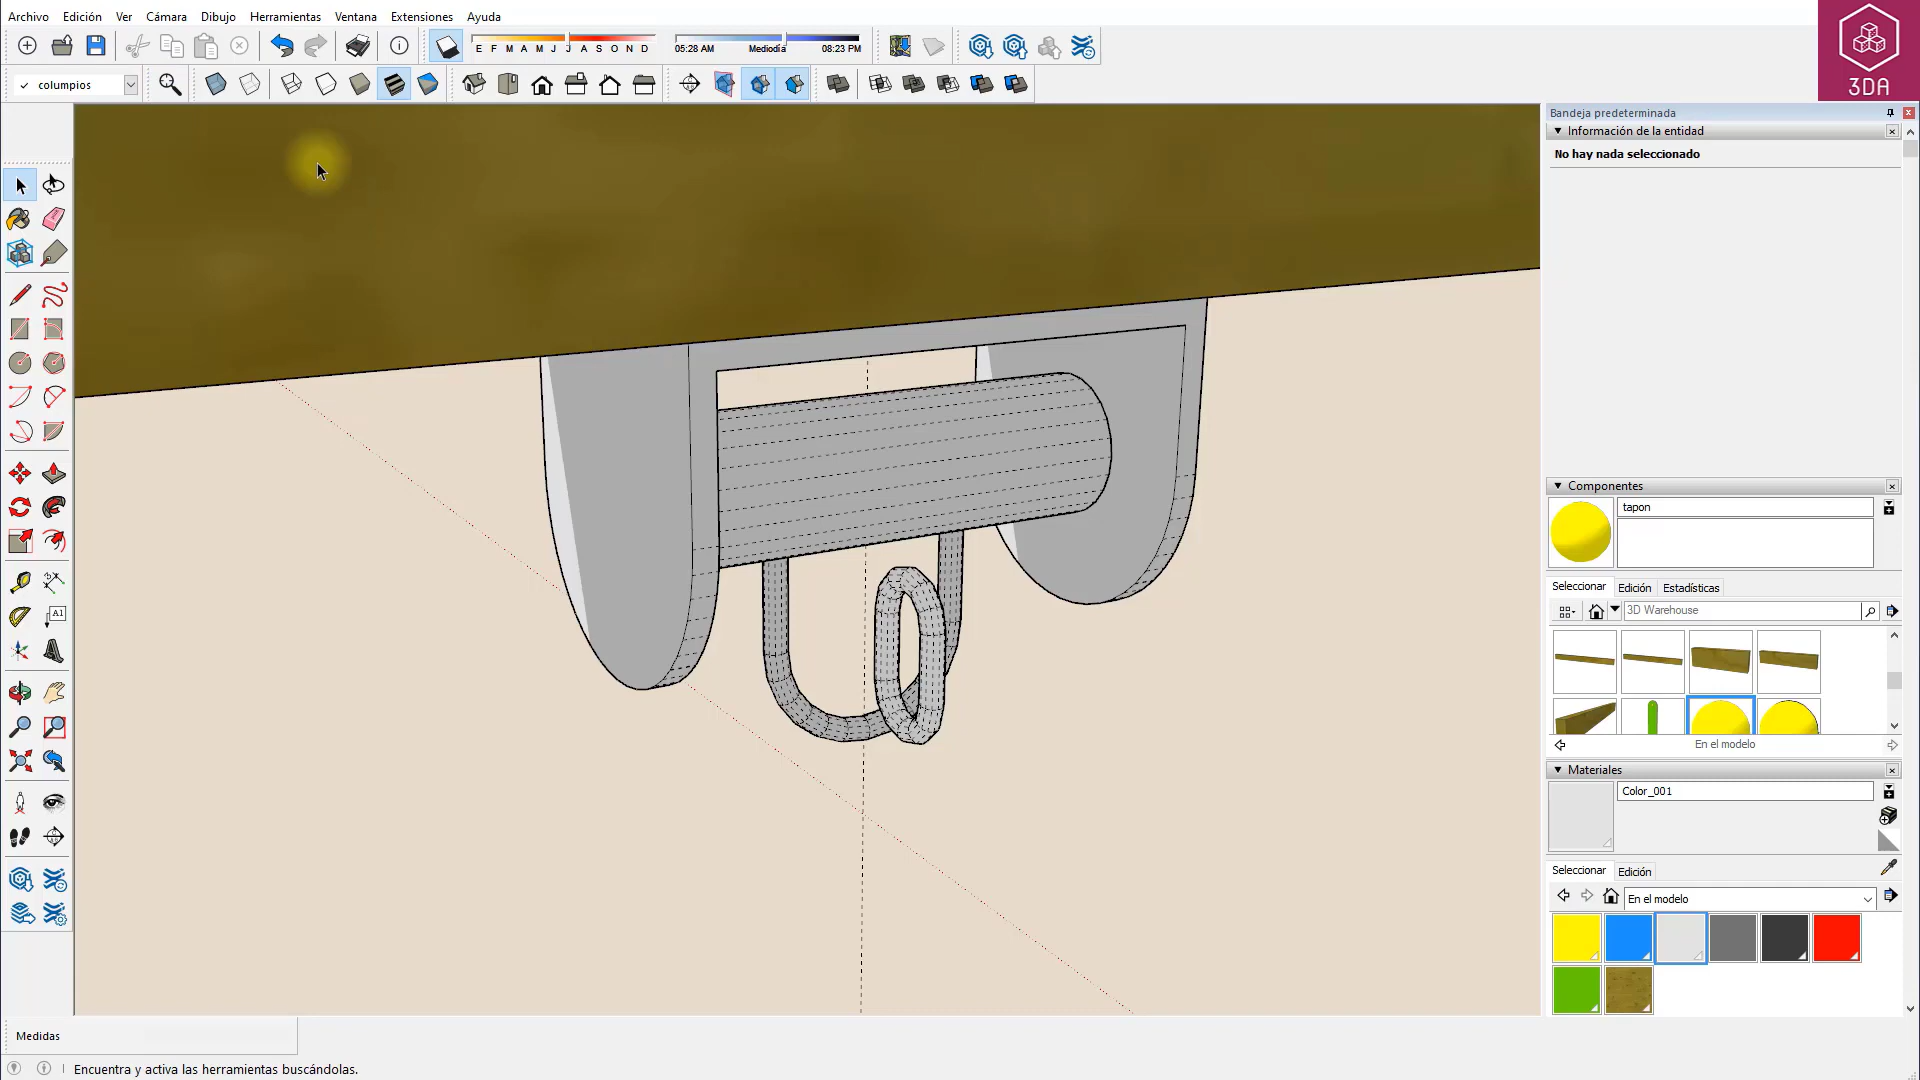 Archivo Edición Ver Cámara Dibujo Herramientas Ventana Extensiones Ayuda
E F M A M J J A S O N D
05:28 AM Mediodía 08:23 PM
columpios
3DA
Bandeja predeterminada
Información de la entidad
No hay nada seleccionado
A1
Componentes
tapon
Seleccionar Edición Estadísticas
3D Warehouse
En el modelo
Materiales
Color_001
Seleccionar Edición
En el modelo
Medidas
Encuentra y activa las herramientas buscándolas.